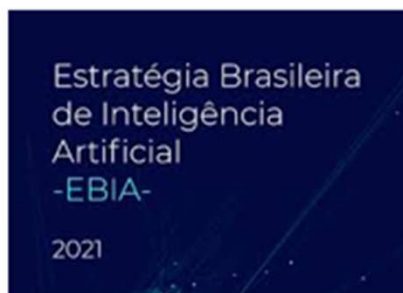 Estratégia Brasileira
de Inteligência
Artificial
-EBIA-
2021